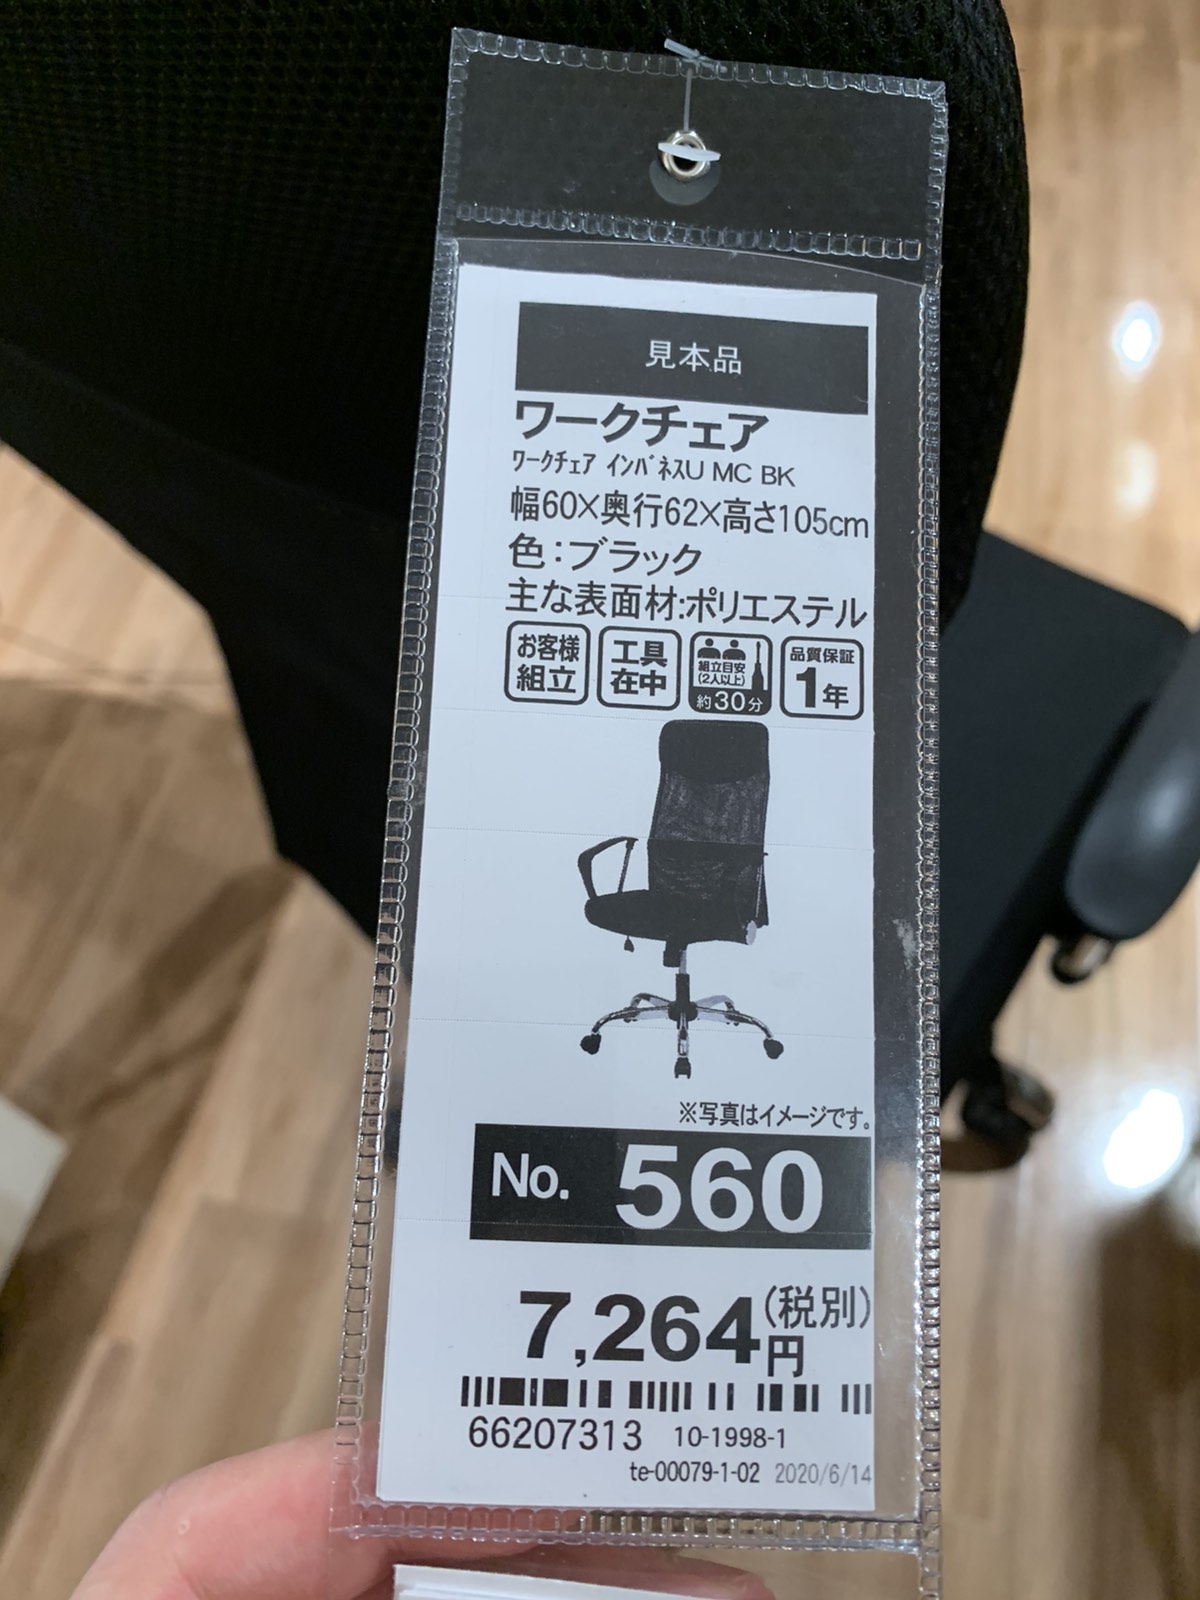 見本品
ワークチェア
ﾜｰｸﾁｪｱ ｲﾝﾊﾞﾈｽU MC BK
幅60×奥行62×高さ105cm
色：ブラック
主な表面材:ポリエステル
お客様
組立
工具
在中
組立目安
(2人以上)
約30分
品質保証
1年
※写真はイメージです。
No. 560
7,264円(税別)
66207313 10-1998-1
te-00079-1-02 2020/6/14